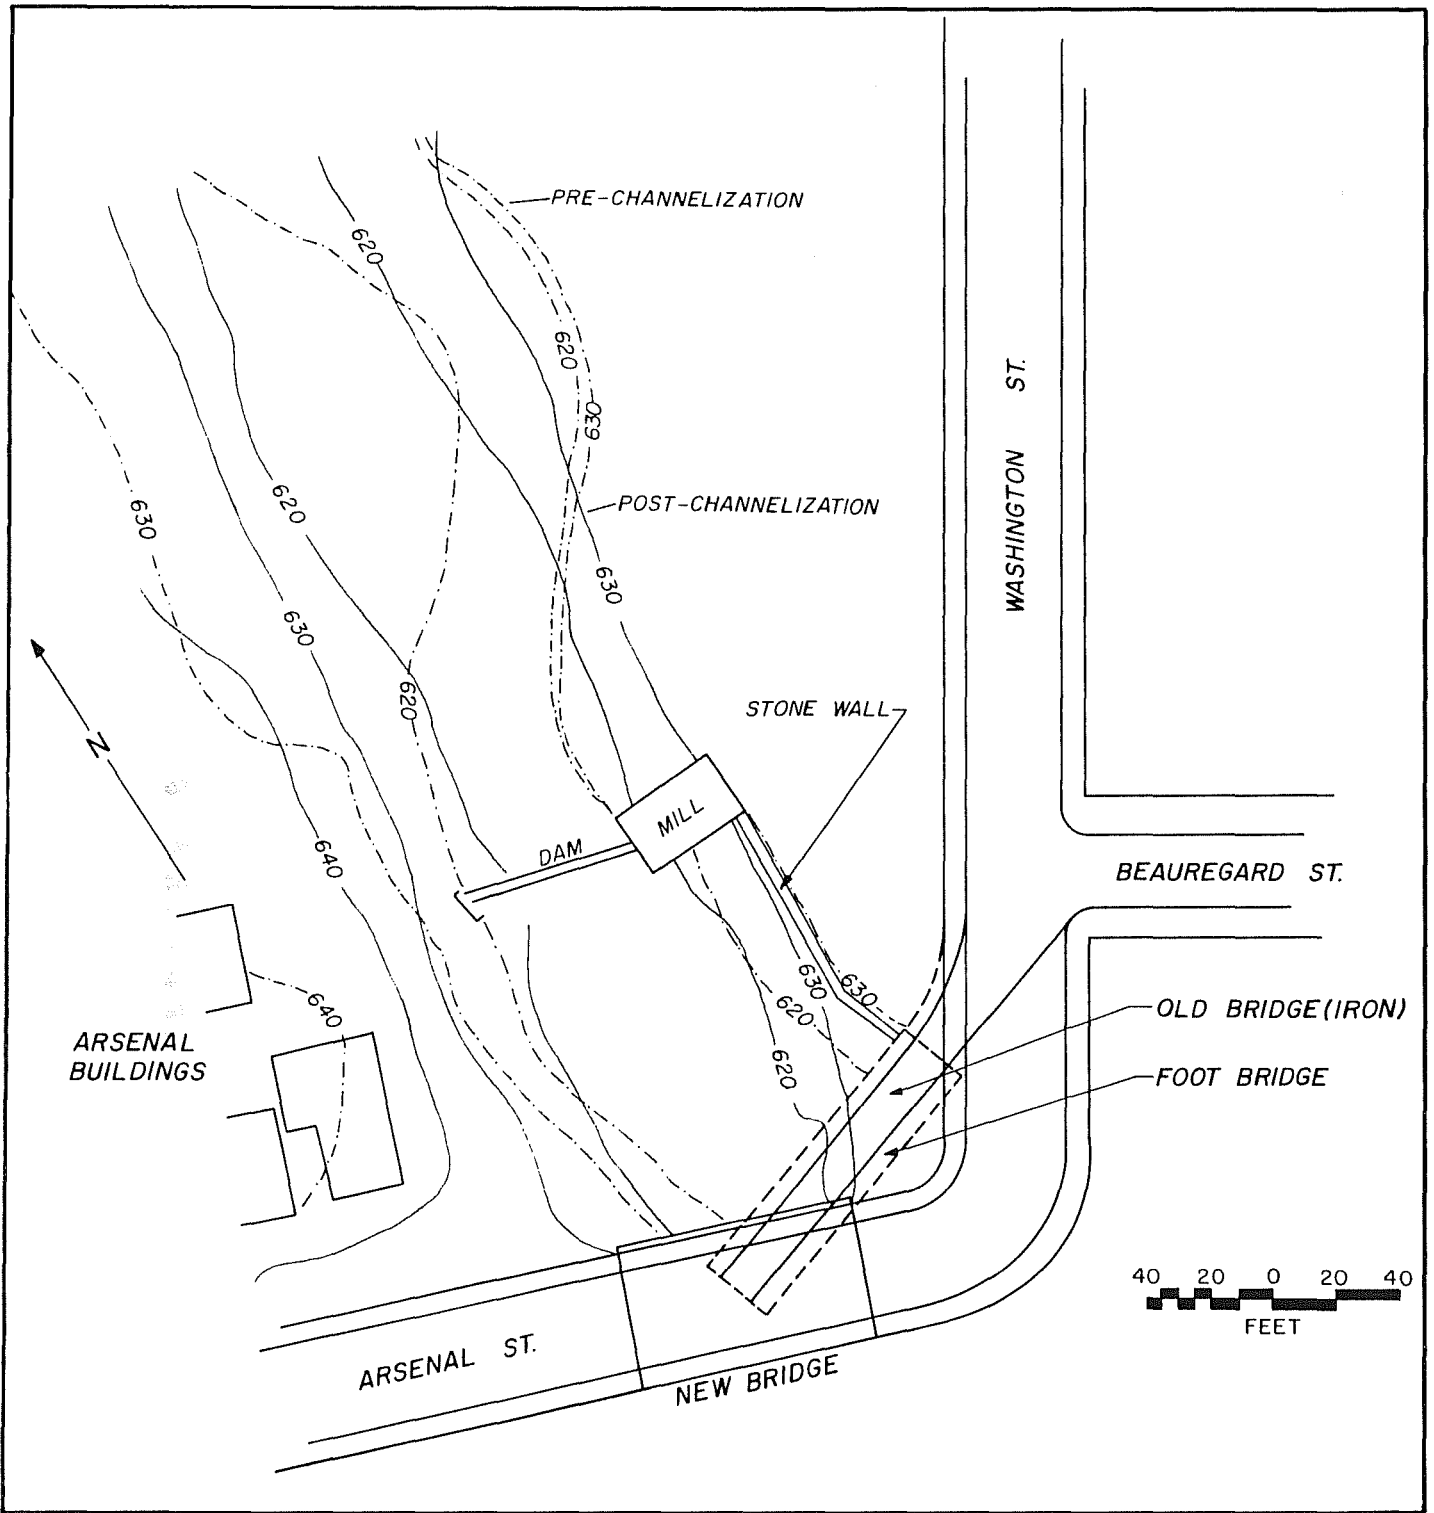 PRE-CHANNELIZATION
620
620
630
WASHINGTON ST.
620
630
POST-CHANNELIZATION
630
630
620
STONE WALL
N
MILL
640
DAM
BEAUREGARD ST.
630
630
620
640
OLD BRIDGE (IRON)
ARSENAL
BUILDINGS
620
FOOT BRIDGE
40 20 0 20 40
FEET
ARSENAL ST.
NEW BRIDGE